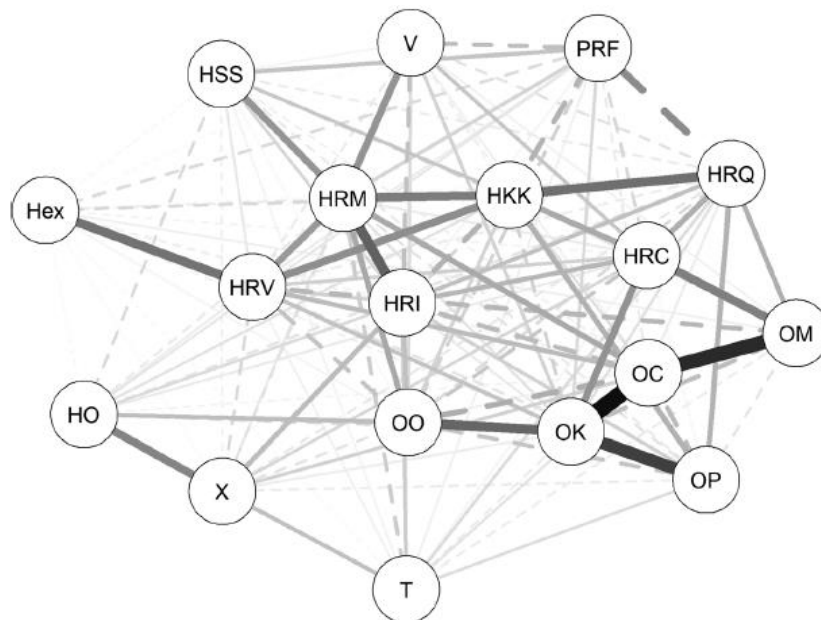 V
PRF
HSS
HRQ
HRM
HKK
Hex
HRC
HRV
HRI
OM
OC
HO
OO
OK
OP
X
T